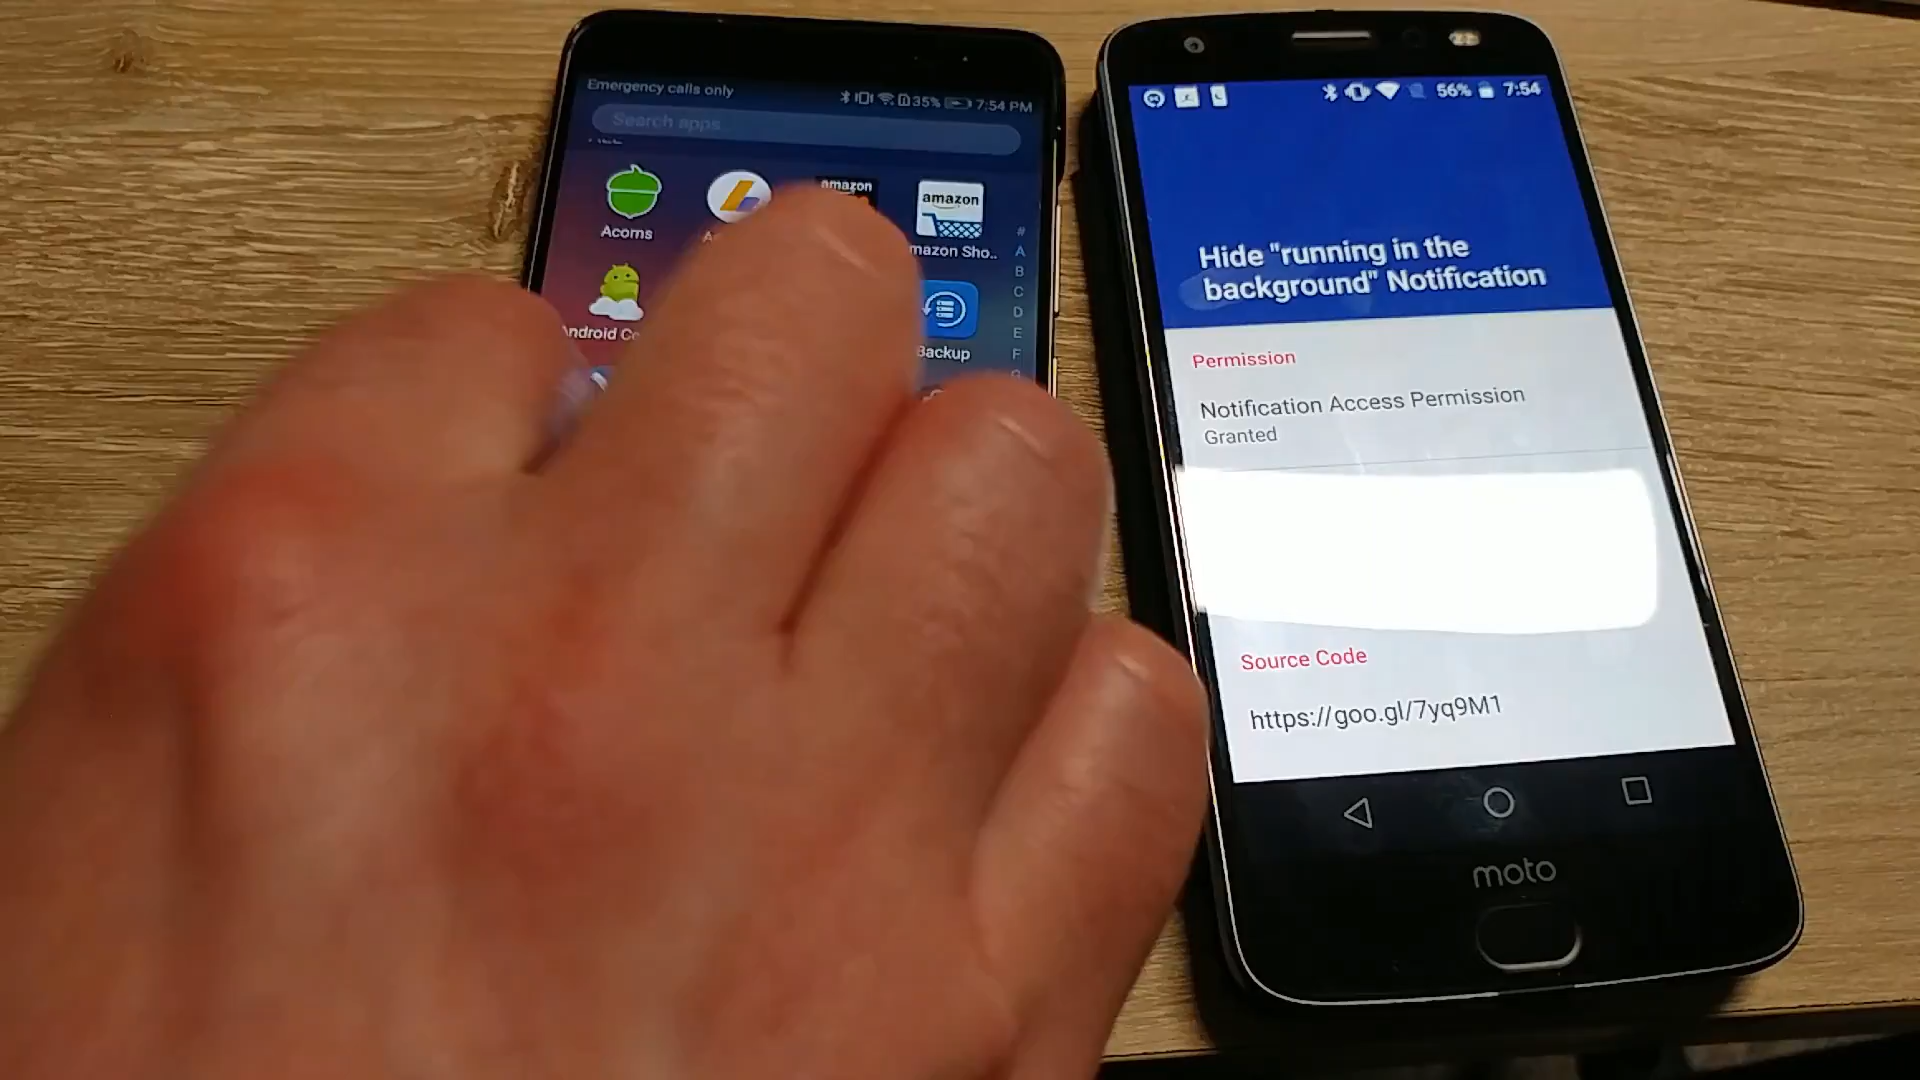 Emergency calls only
35%
7:54 PM
Search apps
Acorns
amazon
amazon
mazon Sho..
Android Co
Backup
#
A
B
C
D
E
F
G
56%
7:54
Hide "running in the
background" Notification
Permission
Notification Access Permission
Granted
Source Code
https://goo.gl/7yq9M1
moto